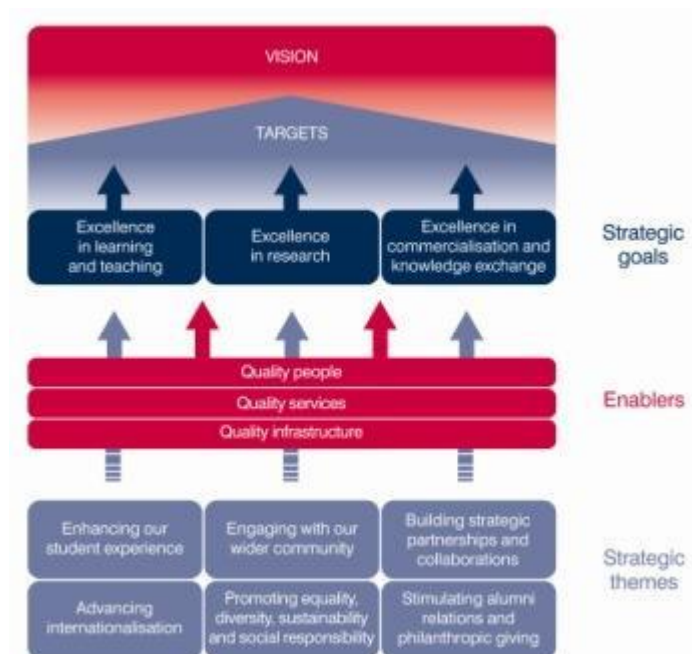 VISION
TARGETS
Excellence
in learning
and teaching
Excellence
in research
Excellence in
commercialisation and
knowledge exchange
Strategic
goals
Quality people
Quality services
Quality infrastructure
Enablers
Enhancing our
student experience
Engaging with our
wider community
Building strategic
partnerships and
collaborations
Strategic
themes
Advancing
internationalisation
Promoting equality,
diversity, sustainability
and social responsibility
Stimulating alumni
relations and
philanthropic giving